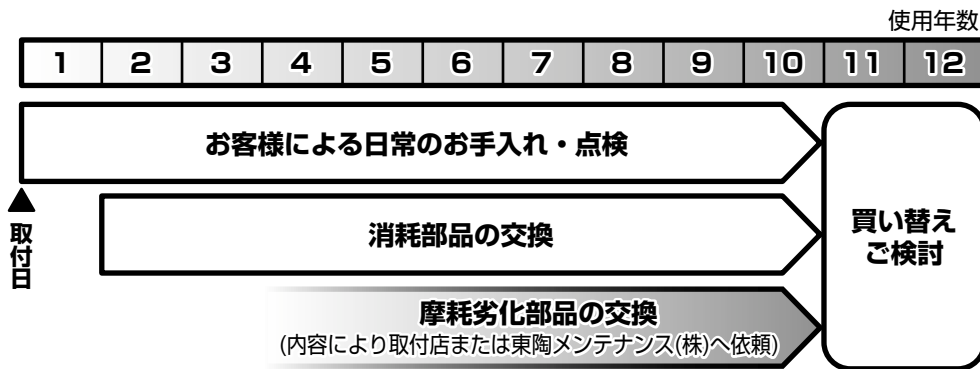 使用年数
1 2 3 4 5 6 7 8 9 10 11 12
お客様による日常のお手入れ・点検
取付日
消耗部品の交換
買い替え
ご検討
摩耗劣化部品の交換
(内容により取付店または東陶メンテナンス(株)へ依頼)